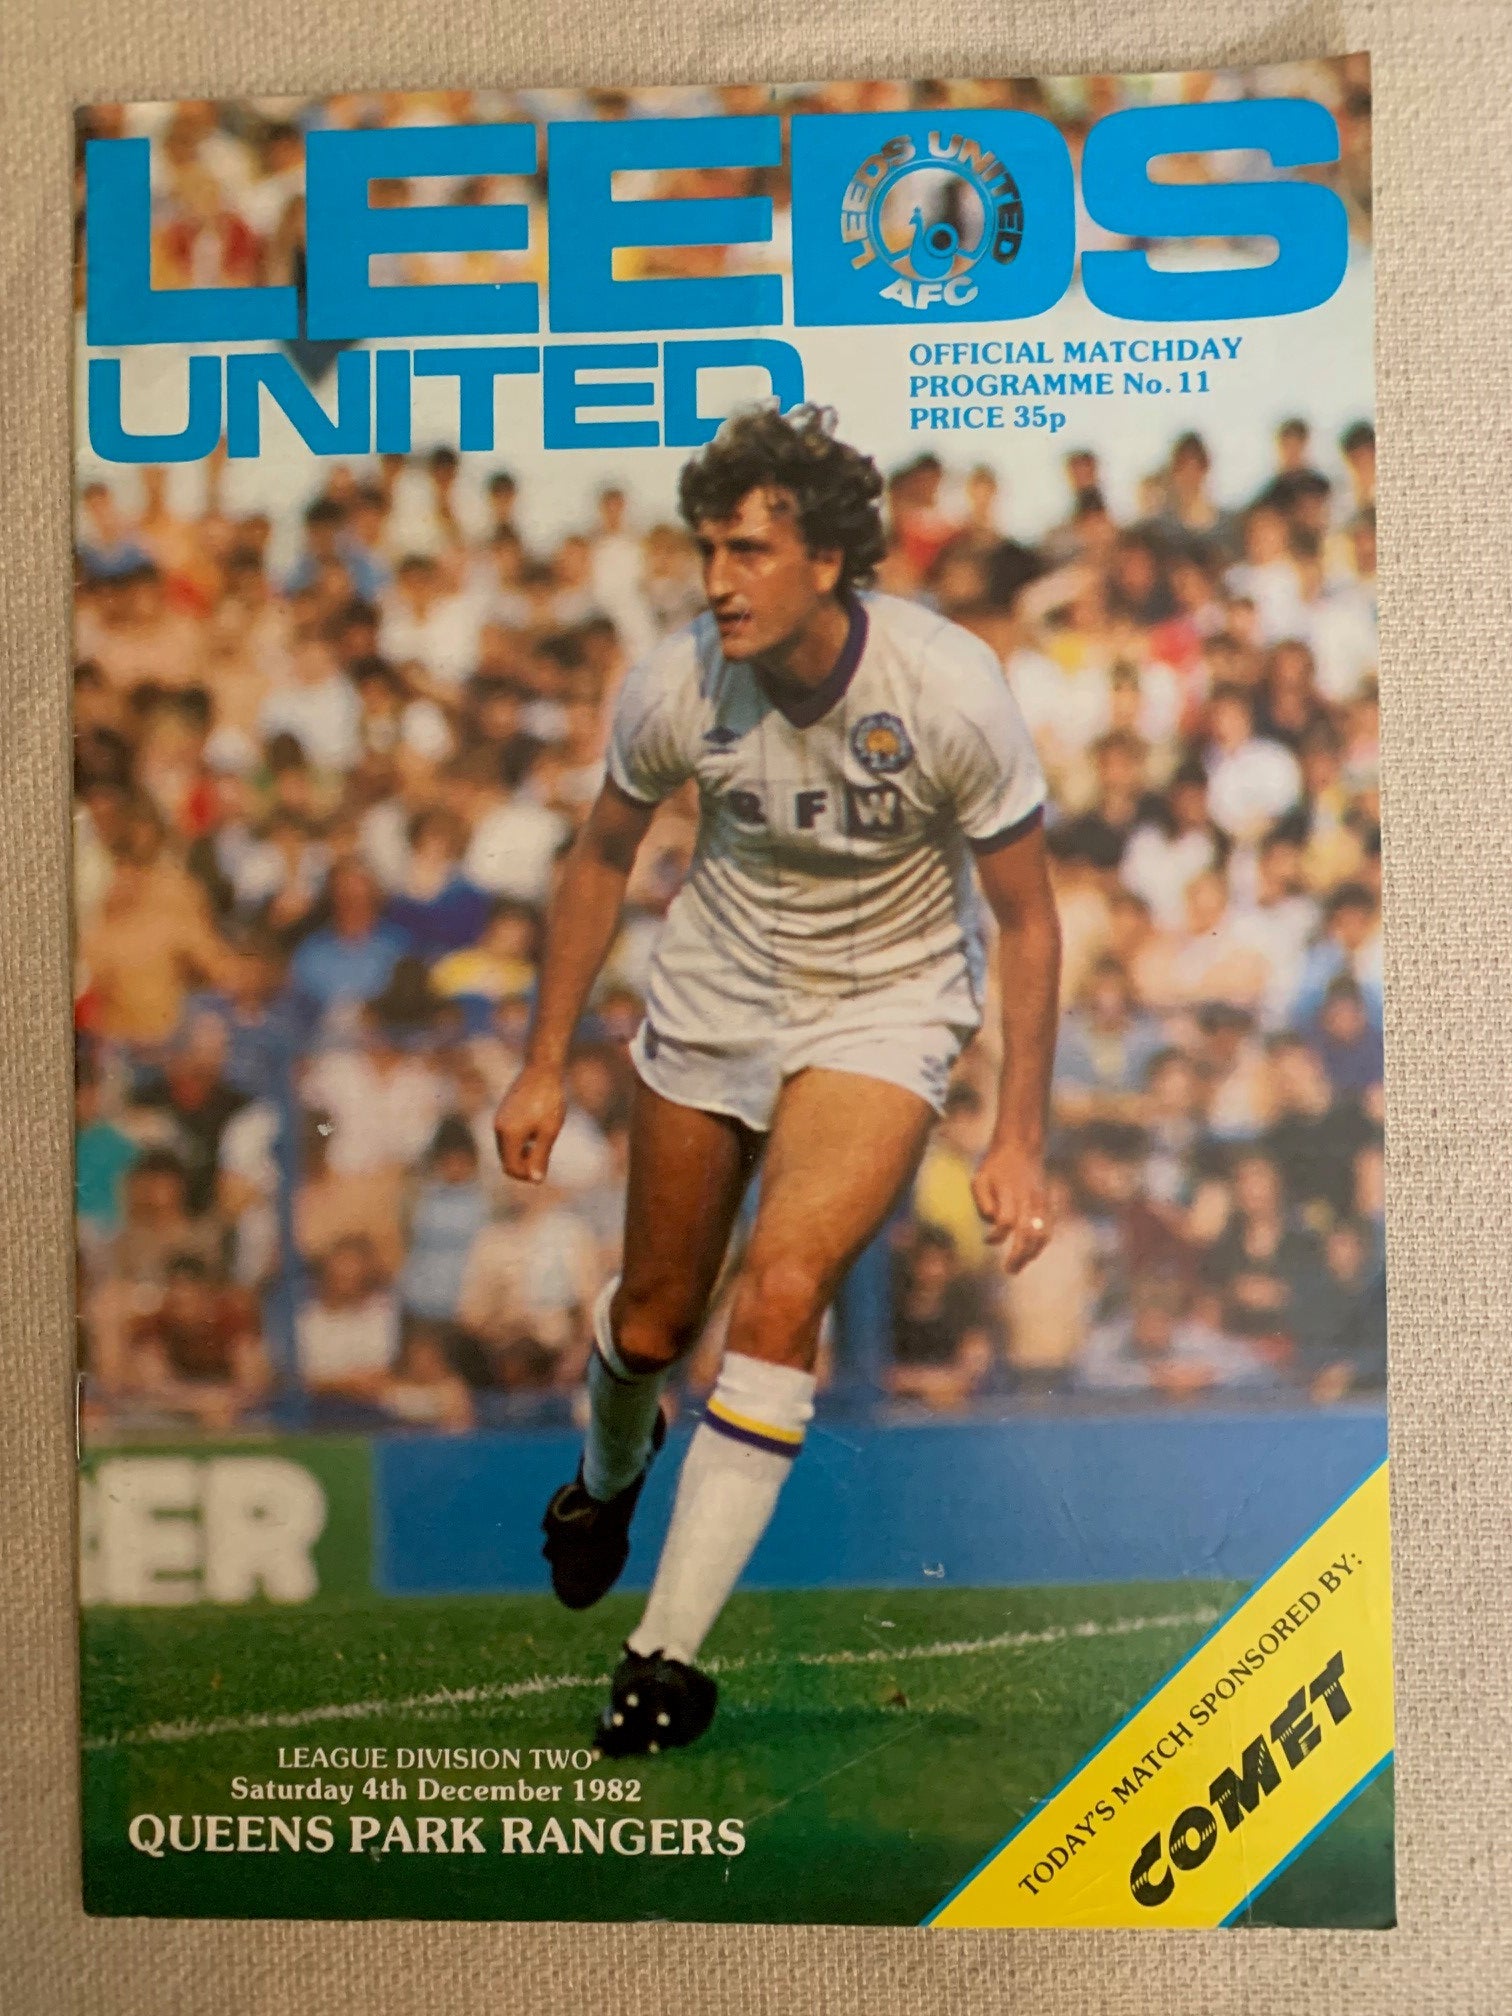 LEEDS
LEEDS UNITED
AFC
UNITED
OFFICIAL MATCHDAY
PROGRAMME No. 11
PRICE 35p
RFW
ER
LEAGUE DIVISION TWO
Saturday 4th December 1982
QUEENS PARK RANGERS
TODAY'S MATCH SPONSORED BY:
COMET